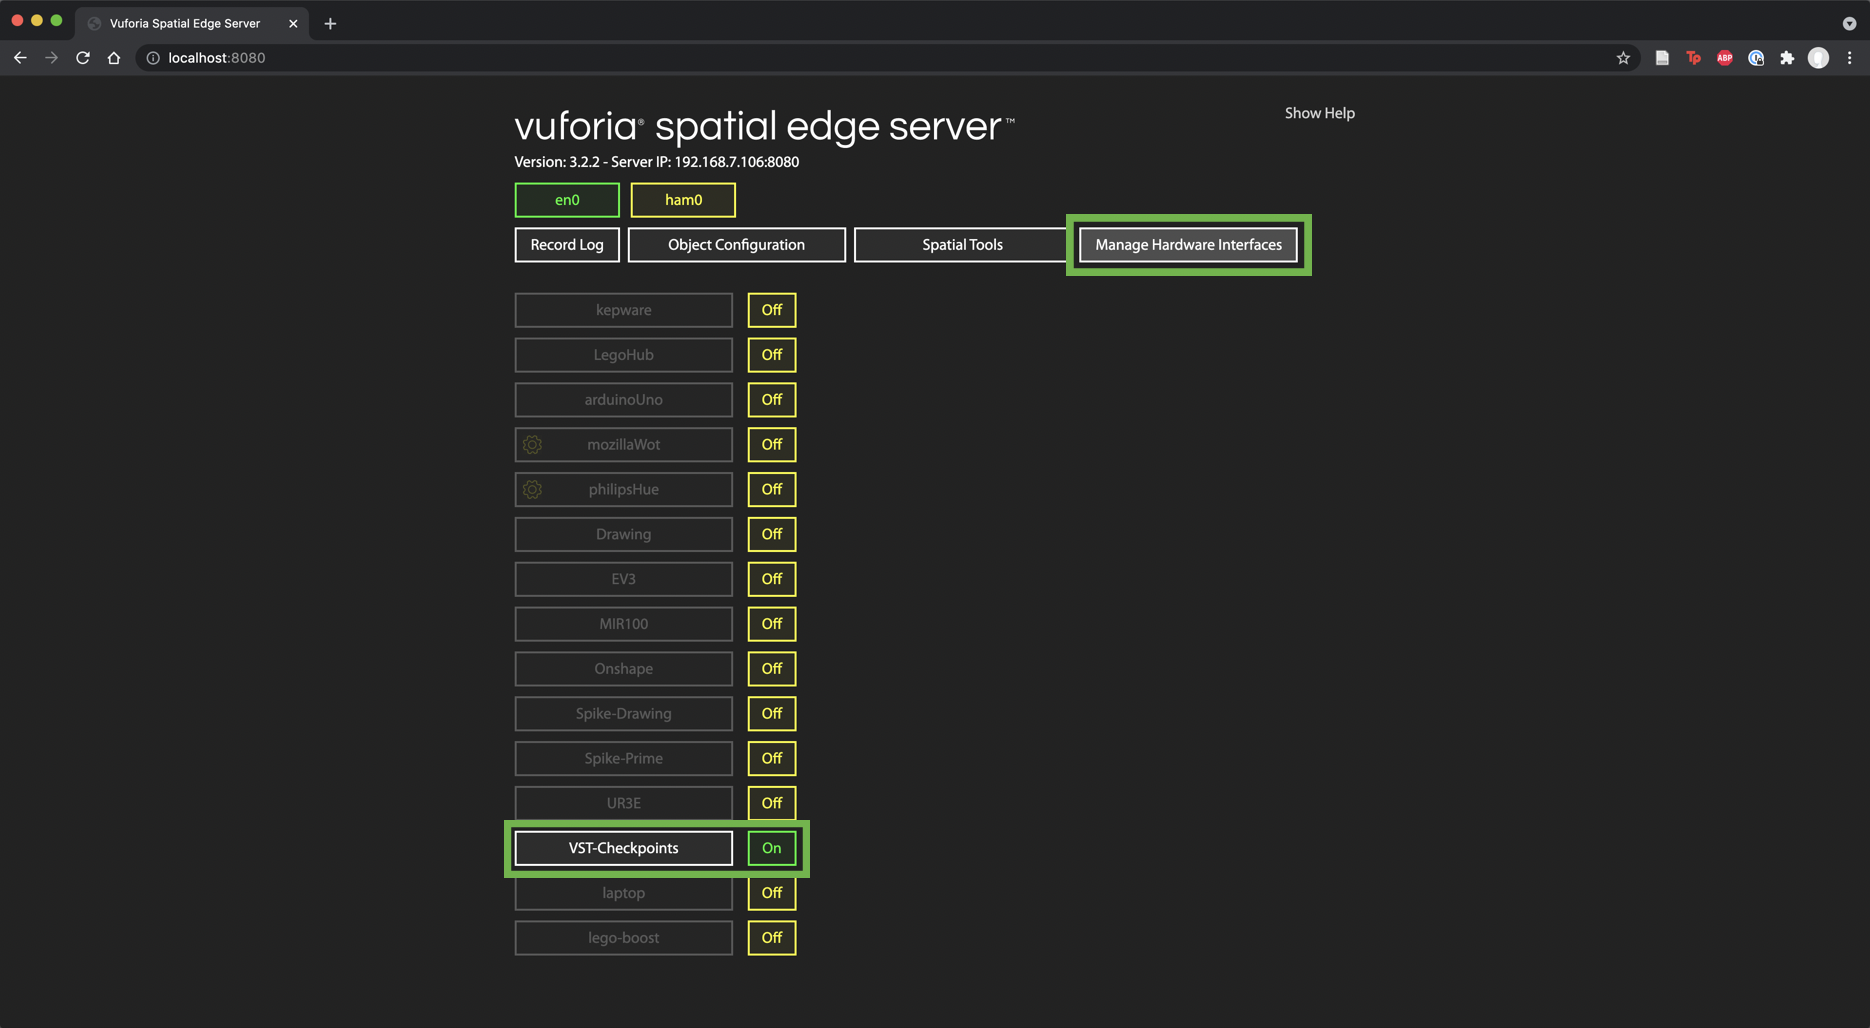 Vuforia Spatial Edge Server
localhost:8080
Tp
ABP
vuforia® spatial edge server™
Show Help
Version: 3.2.2 - Server IP: 192.168.7.106:8080
en0
ham0
Record Log
Object Configuration
Spatial Tools
Manage Hardware Interfaces
kepware Off
LegoHub Off
arduinoUno Off
mozillaWot Off
philipsHue Off
Drawing Off
EV3 Off
MIR100 Off
Onshape Off
Spike-Drawing Off
Spike-Prime Off
UR3E Off
VST-Checkpoints On
laptop Off
lego-boost Off